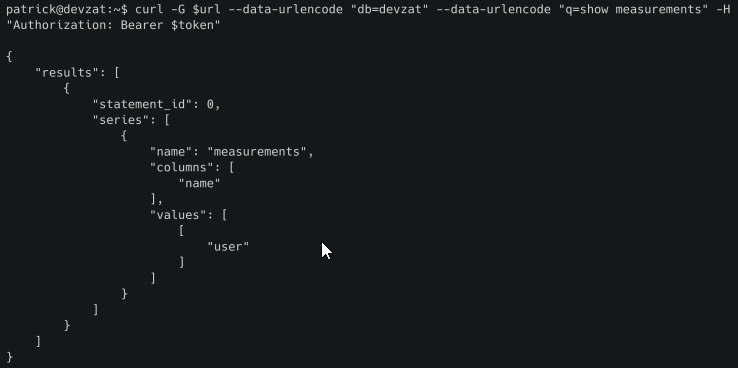 patrick@devzat:~$ curl -G $url --data-urlencode "db=devzat" --data-urlencode "q=show measurements" -H
"Authorization: Bearer $token"
{
    "results": [
        {
            "statement_id": 0,
            "series": [
                {
                    "name": "measurements",
                    "columns": [
                        "name"
                    ],
                    "values": [
                        [
                            "user"
                        ]
                    ]
                }
            ]
        }
    ]
}